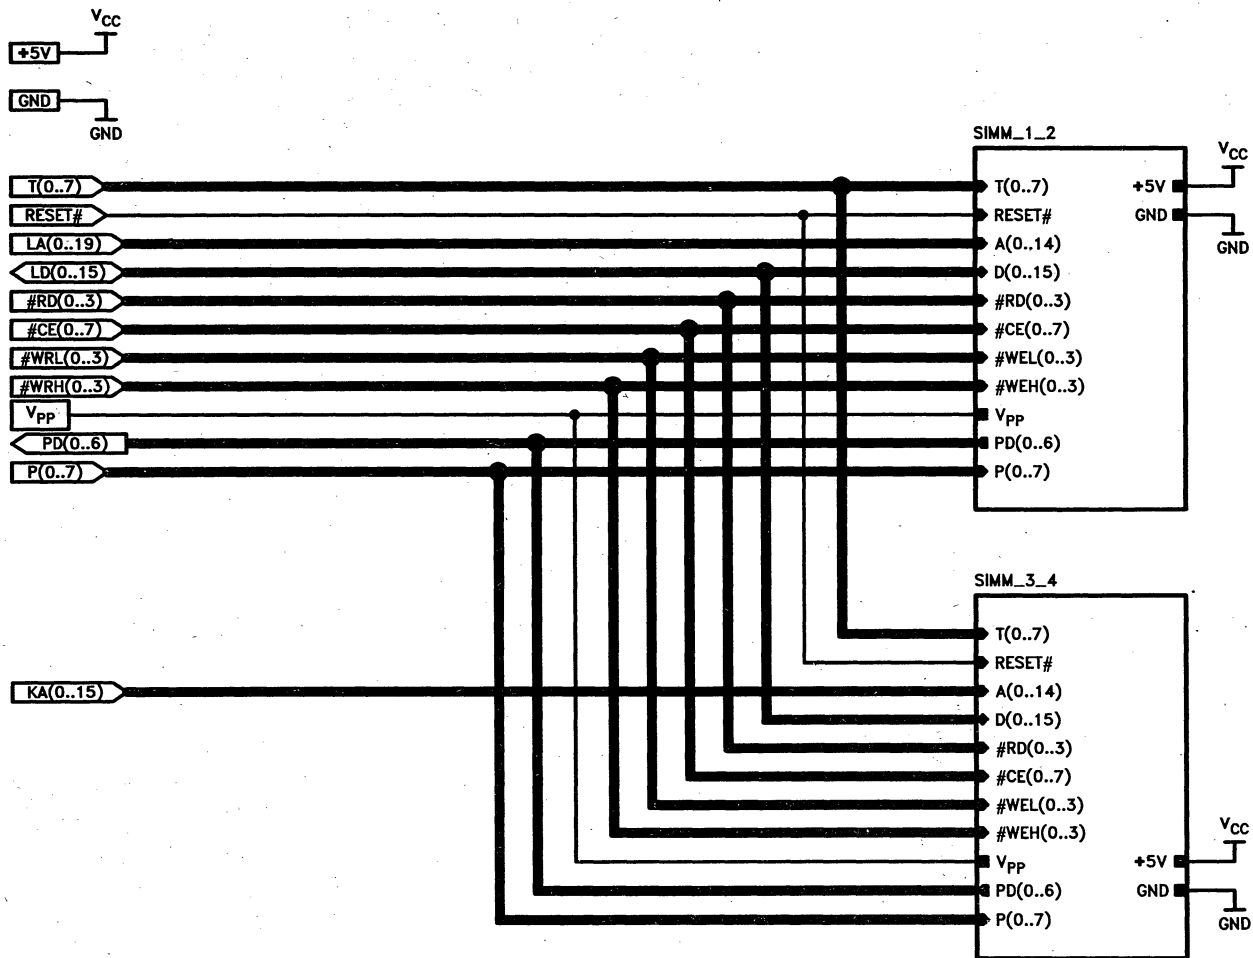 VCC
+5V
GND
GND
SIMM_1_2
VCC
T(0..7) T(0..7) +5V
RESET# RESET# GND
LA(0..19) A(0..14) GND
LD(0..15) D(0..15)
#RD(0..3) #RD(0..3)
#CE(0..7) #CE(0..7)
#WRL(0..3) #WEL(0..3)
#WRH(0..3) #WEH(0..3)
VPP VPP
PD(0..6) PD(0..6)
P(0..7) P(0..7)
SIMM_3_4
T(0..7)
RESET#
KA(0..15) A(0..14)
D(0..15)
#RD(0..3)
#CE(0..7)
#WEL(0..3)
#WEH(0..3) VCC
VPP +5V
PD(0..6) GND
P(0..7) GND